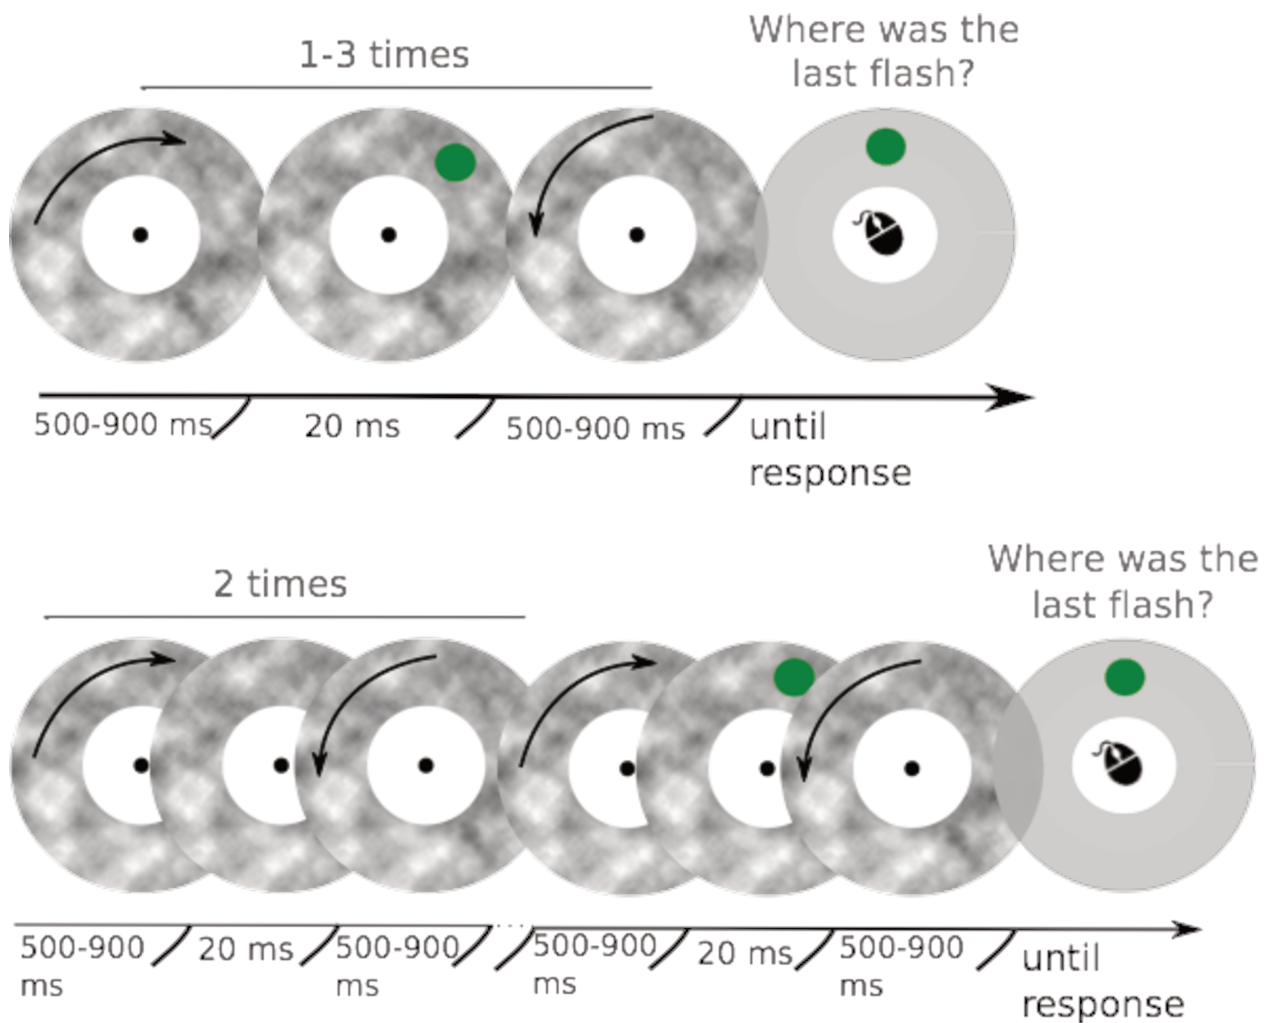 1-3 times
Where was the
last flash?
500-900 ms
20 ms
500-900 ms
until
response
2 times
Where was the
last flash?
500-900
ms
20 ms
500-900
ms
500-900
ms
20 ms
500-900
ms
until
response